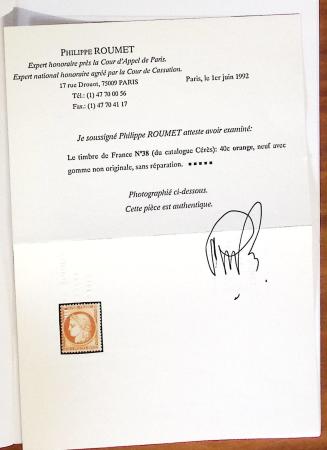 PHILIPPE ROUMET
Expert honoraire près la Cour d'Appel de Paris.
Expert national honoraire agréé par la Cour de Cassation.
17 rue Drouot, 75009 PARIS
Tél.: (1) 47 70 00 56
Fax.: (1) 47 70 41 17
Paris, le 1er juin 1992
Je soussigné Philippe ROUMET atteste avoir examiné:
Le timbre de France N°38 (du catalogue Cérès): 40c orange, neuf avec
gomme non originale, sans réparation. *****
Photographié ci-dessous.
Cette pièce est authentique.